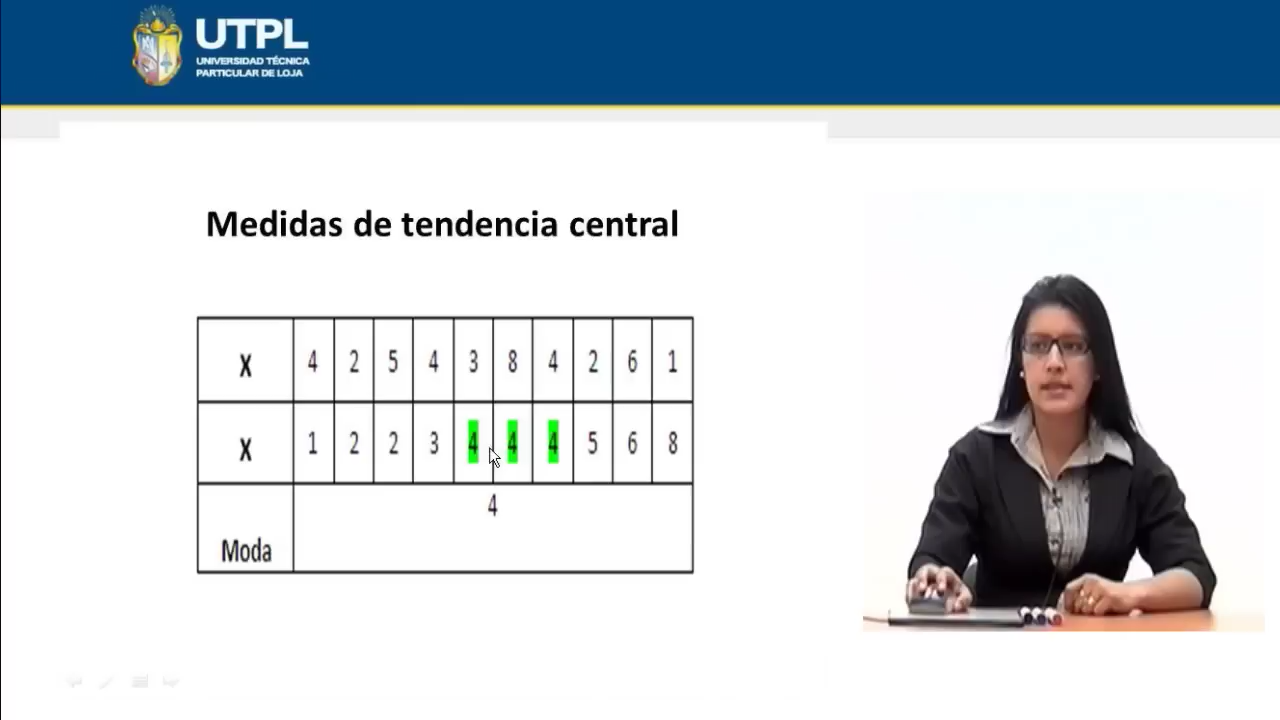 UTPL
UNIVERSIDAD TÉCNICA
PARTICULAR DE LOJA
Medidas de tendencia central
X 4 2 5 4 3 8 4 2 6 1
X 1 2 2 3 4 4 4 5 6 8
4
Moda